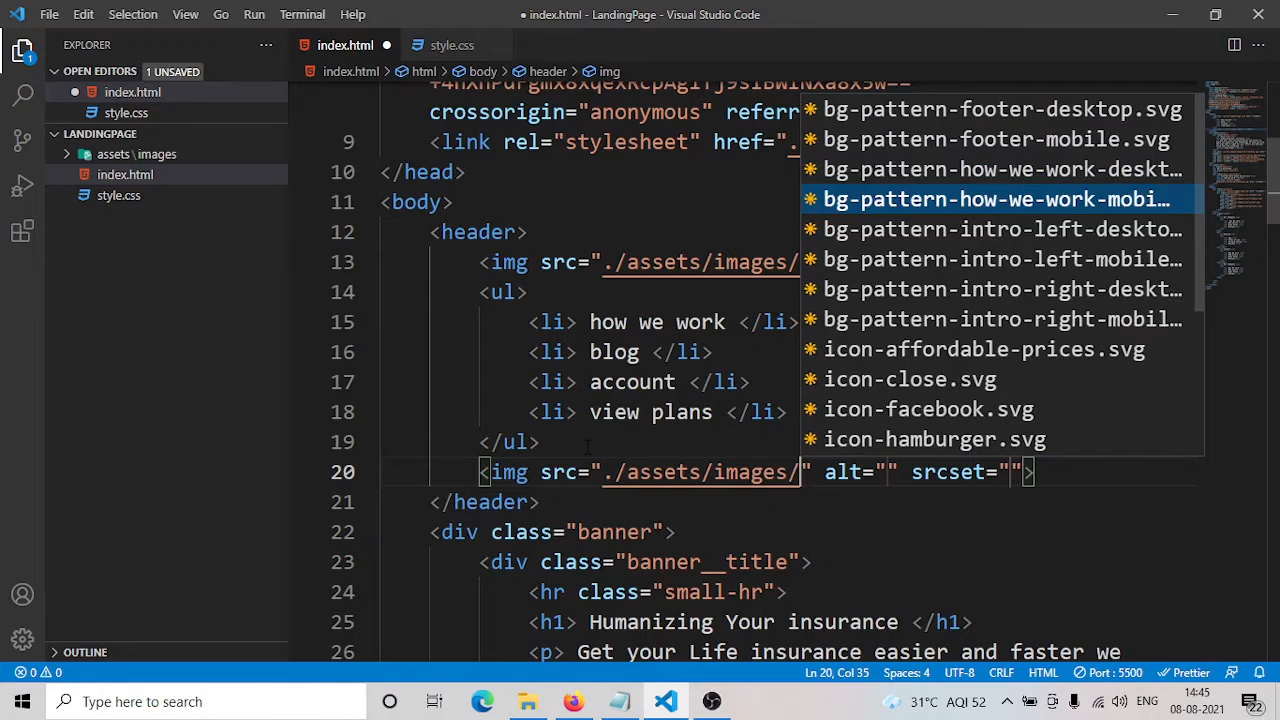 File Edit Selection View Go Run Terminal Help
● index.html - LandingPage - Visual Studio Code
EXPLORER
index.html
style.css
OPEN EDITORS 1 UNSAVED
index.html > html > body > header > img
index.html
style.css
LANDINGPAGE
assets\images
index.html
style.css
OUTLINE
crossorigin="anonymous" referr
9 <link rel="stylesheet" href=".
10 </head>
11 <body>
12 <header>
13 <img src="./assets/images/
14 <ul>
15 <li> how we work </li>
16 <li> blog </li>
17 <li> account </li>
18 <li> view plans </li>
19 </ul>
20 <img src="./assets/images/" alt="" srcset="">
21 </header>
22 <div class="banner">
23 <div class="banner__title">
24 <hr class="small-hr">
25 <h1> Humanizing Your insurance </h1>
26 <p> Get your Life insurance easier and faster we
bg-pattern-footer-desktop.svg
bg-pattern-footer-mobile.svg
bg-pattern-how-we-work-deskt…
bg-pattern-how-we-work-mobi…
bg-pattern-intro-left-deskto…
bg-pattern-intro-left-mobile…
bg-pattern-intro-right-deskt…
bg-pattern-intro-right-mobil…
icon-affordable-prices.svg
icon-close.svg
icon-facebook.svg
icon-hamburger.svg
1
0 0
Ln 20, Col 35 Spaces: 4 UTF-8 CRLF HTML Port : 5500 Prettier
Type here to search
31°C AQI 52
ENG
14:45
08-08-2021
22